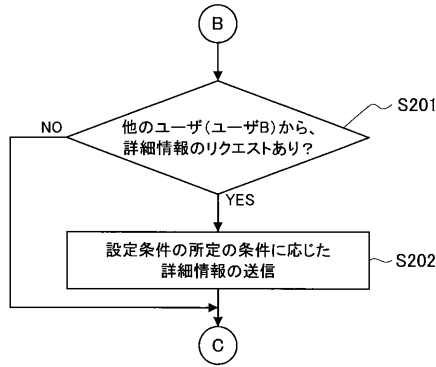 B
他のユーザ(ユーザB)から、
詳細情報のリクエストあり?
S201
NO
YES
設定条件の所定の条件に応じた
詳細情報の送信
S202
C